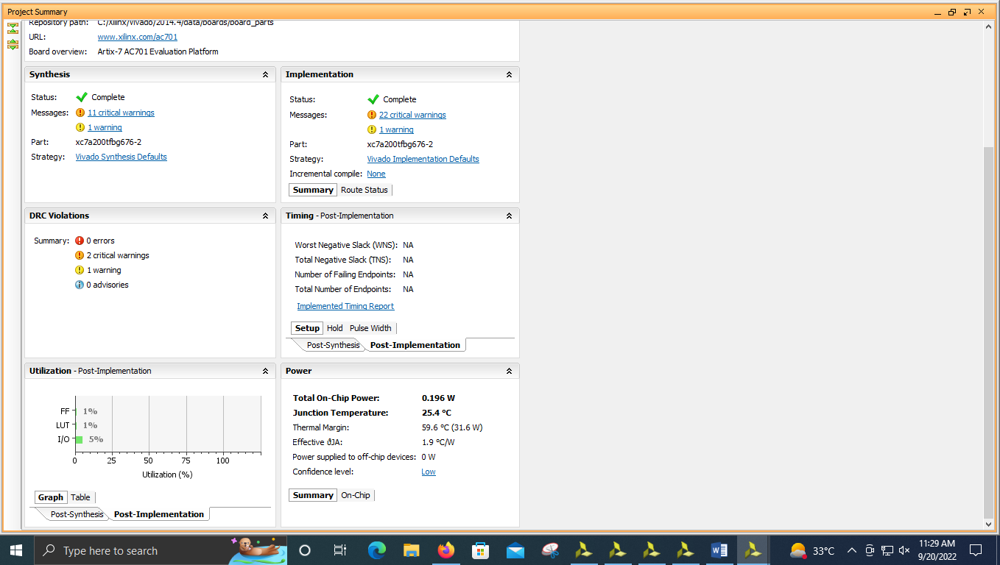 Project Summary
Repository path: C:/Xilinx/Vivado/2014.4/data/boards/board_parts
URL: www.xilinx.com/ac701
Board overview: Artix-7 AC701 Evaluation Platform
Synthesis
Status: Complete
Messages: 11 critical warnings
1 warning
Part: xc7a200tfbg676-2
Strategy: Vivado Synthesis Defaults
Implementation
Status: Complete
Messages: 22 critical warnings
1 warning
Part: xc7a200tfbg676-2
Strategy: Vivado Implementation Defaults
Incremental compile: None
Summary Route Status
DRC Violations
Summary: 0 errors
2 critical warnings
1 warning
0 advisories
Timing - Post-Implementation
Worst Negative Slack (WNS): NA
Total Negative Slack (TNS): NA
Number of Failing Endpoints: NA
Total Number of Endpoints: NA
Implemented Timing Report
Setup Hold Pulse Width
Post-Synthesis Post-Implementation
Utilization - Post-Implementation
FF 1%
LUT 1%
I/O 5%
0 25 50 75 100
Utilization (%)
Graph Table
Post-Synthesis Post-Implementation
Power
Total On-Chip Power: 0.196 W
Junction Temperature: 25.4 °C
Thermal Margin: 59.6 °C (31.6 W)
Effective ϑJA: 1.9 °C/W
Power supplied to off-chip devices: 0 W
Confidence level: Low
Summary On-Chip
Type here to search
33°C
11:29 AM
9/20/2022